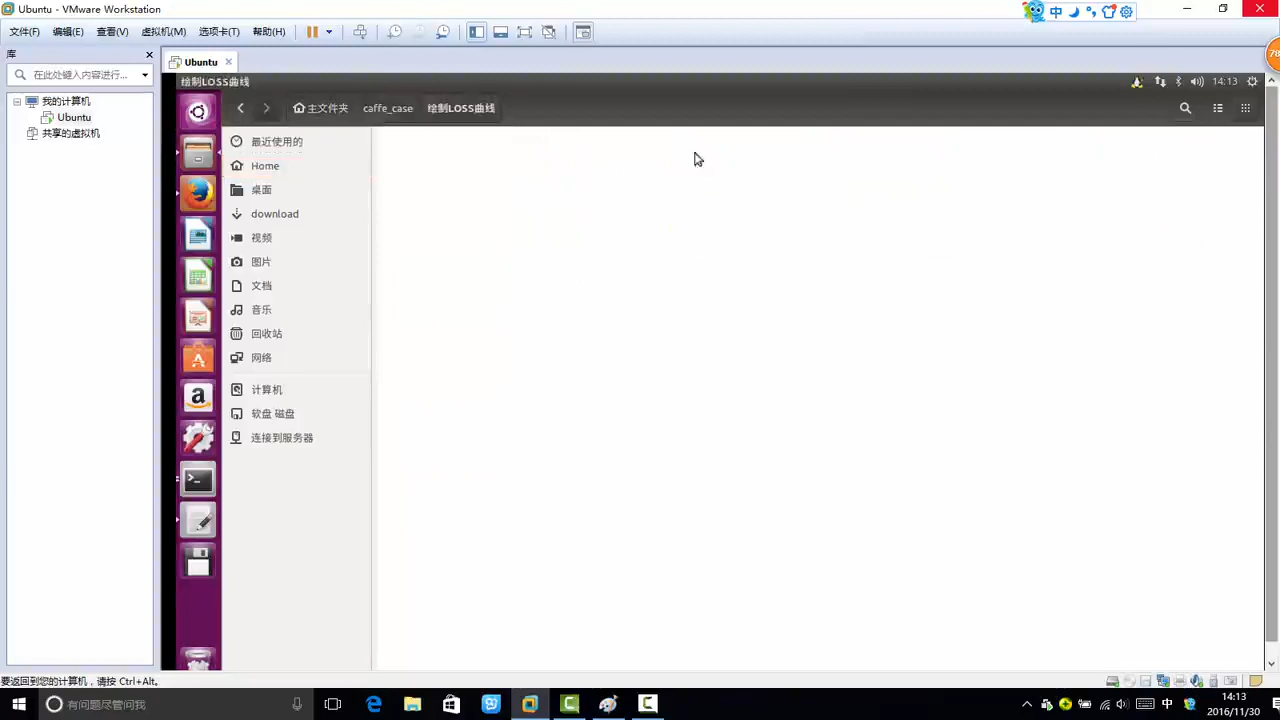 Ubuntu - VMware Workstation
中
文件(F) 编辑(E) 查看(V) 虚拟机(M) 选项卡(T) 帮助(H)
库
在此处键入内容进行...
我的计算机
Ubuntu
共享的虚拟机
Ubuntu
78
绘制LOSS曲线
14:13
主文件夹 caffe_case 绘制LOSS曲线
最近使用的
Home
桌面
download
视频
图片
文档
音乐
回收站
网络
计算机
软盘 磁盘
连接到服务器
要返回到您的计算机，请按 Ctrl+Alt。
有问题尽管问我
中
14:13
2016/11/30